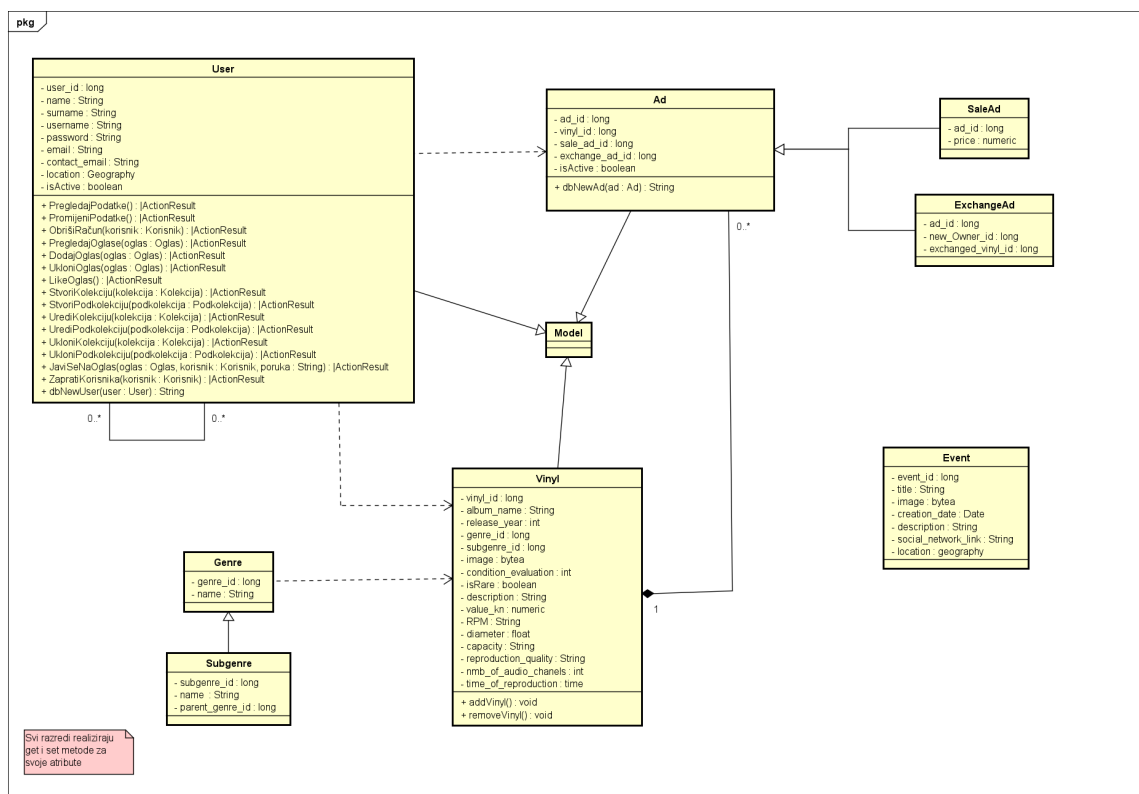 pkg
User
- user_id : long
- name : String
- surname : String
- username : String
- password : String
- email : String
- contact_email : String
- location : Geography
- isActive : boolean
+ PregledajPodatke() : |ActionResult
+ PromijeniPodatke() : |ActionResult
+ ObrišiRačun(korisnik : Korisnik) : |ActionResult
+ PregledajOglase(oglas : Oglas) : |ActionResult
+ DodajOglas(oglas : Oglas) : |ActionResult
+ UkloniOglas(oglas : Oglas) : |ActionResult
+ LikeOglas() : |ActionResult
+ StvoriKolekciju(kolekcija : Kolekcija) : |ActionResult
+ StvoriPodkolekciju(podkolekcija : Podkolekcija) : |ActionResult
+ UrediKolekciju(kolekcija : Kolekcija) : |ActionResult
+ UrediPodkolekciju(podkolekcija : Podkolekcija) : |ActionResult
+ UkloniKolekciju(kolekcija : Kolekcija) : |ActionResult
+ UkloniPodkolekciju(podkolekcija : Podkolekcija) : |ActionResult
+ JaviSeNaOglas(oglas : Oglas, korisnik : Korisnik, poruka : String) : |ActionResult
+ ZapratiKorisnika(korisnik : Korisnik) : |ActionResult
+ dbNewUser(user : User) : String
0..*
0..*
Ad
- ad_id : long
- vinyl_id : long
- sale_ad_id : long
- exchange_ad_id : long
- isActive : boolean
+ dbNewAd(ad : Ad) : String
0..*
SaleAd
- ad_id : long
- price : numeric
ExchangeAd
- ad_id : long
- new_Owner_id : long
- exchanged_vinyl_id : long
Model
Vinyl
- vinyl_id : long
- album_name : String
- release_year : int
- genre_id : long
- subgenre_id : long
- image : bytea
- condition_evaluation : int
- isRare : boolean
- description : String
- value_kn : numeric
- RPM : String
- diameter : float
- capacity : String
- reproduction_quality : String
- nmb_of_audio_chanels : int
- time_of_reproduction : time
+ addVinyl() : void
+ removeVinyl() : void
1
Event
- event_id : long
- title : String
- image : bytea
- creation_date : Date
- description : String
- social_network_link : String
- location : geography
Genre
- genre_id : long
- name : String
Subgenre
- subgenre_id : long
- name : String
- parent_genre_id : long
Svi razredi realiziraju
get i set metode za
svoje atribute